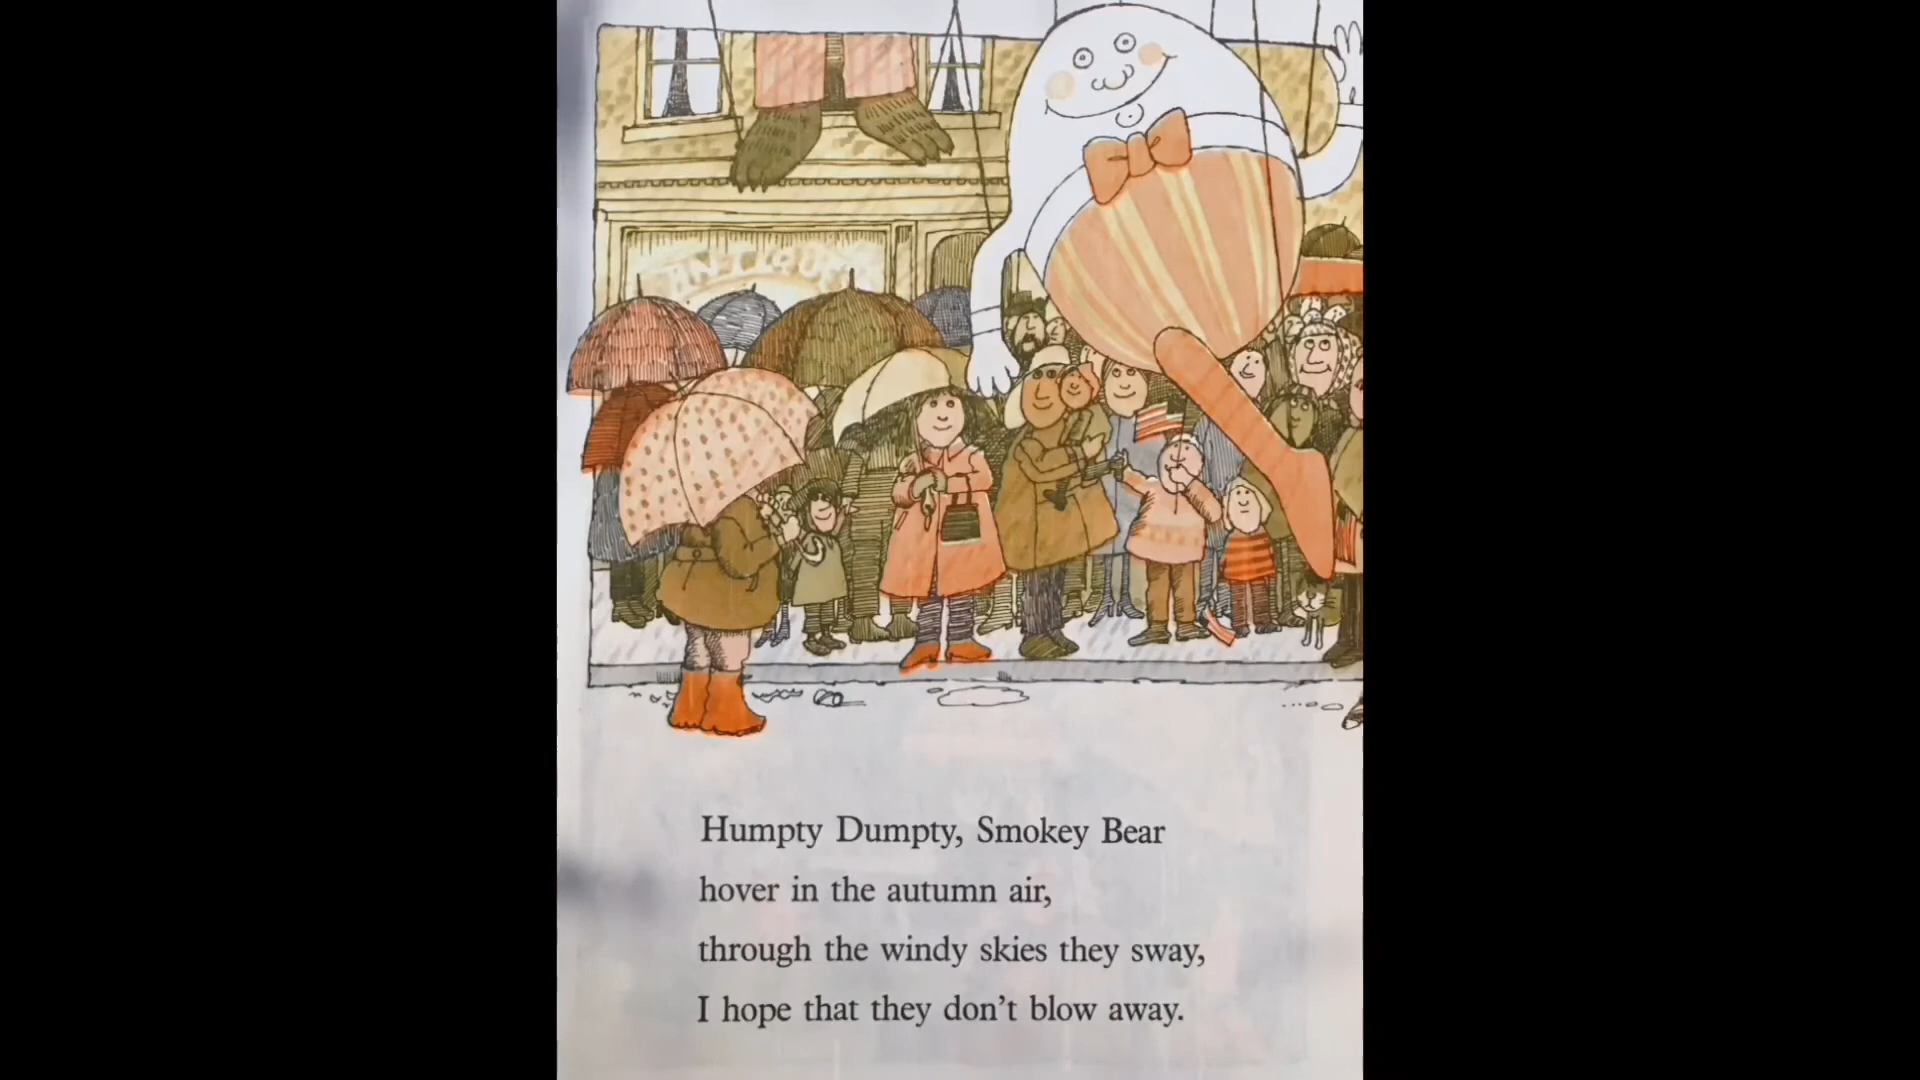 ANTIQUE
Humpty Dumpty, Smokey Bear
hover in the autumn air,
through the windy skies they sway,
I hope that they don't blow away.